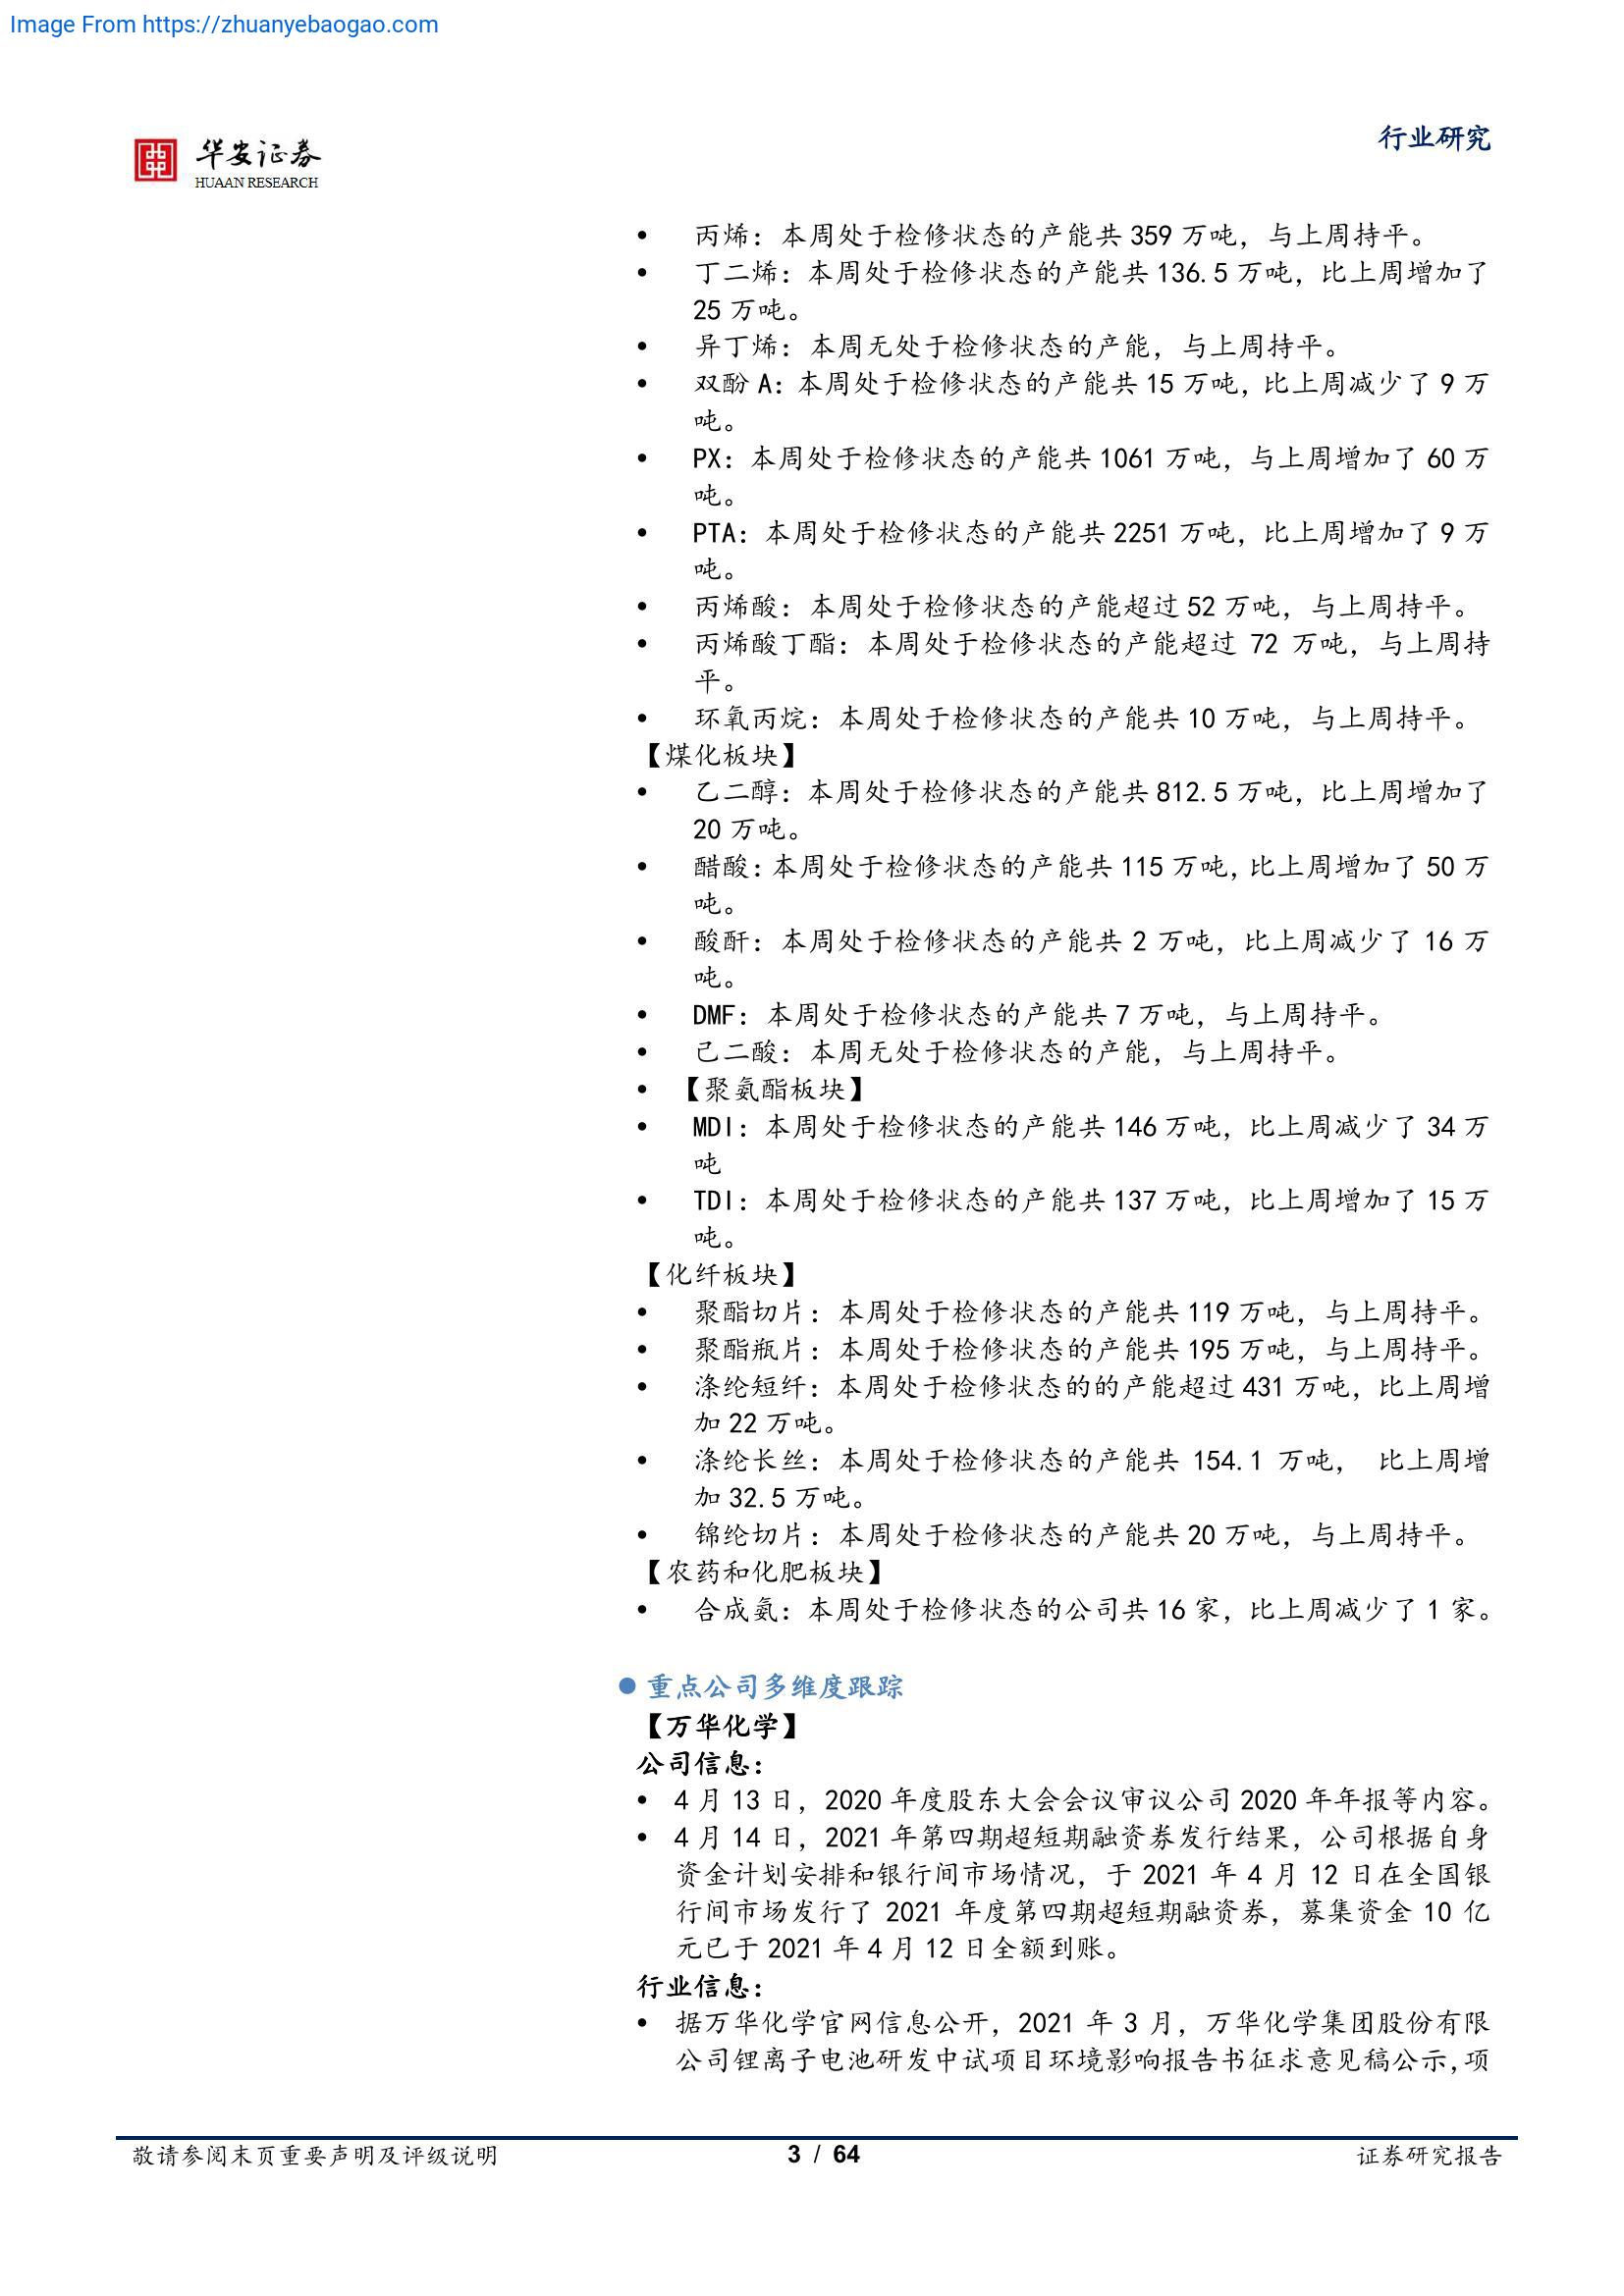 Image From https://zhuanyebaogao.com
华安证券
HUAAN RESEARCH
行业研究
• 丙烯：本周处于检修状态的产能共 359 万吨，与上周持平。
• 丁二烯：本周处于检修状态的产能共 136.5 万吨，比上周增加了
25 万吨。
• 异丁烯：本周无处于检修状态的产能，与上周持平。
• 双酚 A：本周处于检修状态的产能共 15 万吨，比上周减少了 9 万
吨。
• PX：本周处于检修状态的产能共 1061 万吨，与上周增加了 60 万
吨。
• PTA：本周处于检修状态的产能共 2251 万吨，比上周增加了 9 万
吨。
• 丙烯酸：本周处于检修状态的产能超过 52 万吨，与上周持平。
• 丙烯酸丁酯：本周处于检修状态的产能超过 72 万吨，与上周持
平。
• 环氧丙烷：本周处于检修状态的产能共 10 万吨，与上周持平。
【煤化板块】
• 乙二醇：本周处于检修状态的产能共 812.5 万吨，比上周增加了
20 万吨。
• 醋酸：本周处于检修状态的产能共 115 万吨，比上周增加了 50 万
吨。
• 酸酐：本周处于检修状态的产能共 2 万吨，比上周减少了 16 万
吨。
• DMF：本周处于检修状态的产能共 7 万吨，与上周持平。
• 己二酸：本周无处于检修状态的产能，与上周持平。
• 【聚氨酯板块】
• MDI：本周处于检修状态的产能共 146 万吨，比上周减少了 34 万
吨
• TDI：本周处于检修状态的产能共 137 万吨，比上周增加了 15 万
吨。
【化纤板块】
• 聚酯切片：本周处于检修状态的产能共 119 万吨，与上周持平。
• 聚酯瓶片：本周处于检修状态的产能共 195 万吨，与上周持平。
• 涤纶短纤：本周处于检修状态的的产能超过 431 万吨，比上周增
加 22 万吨。
• 涤纶长丝：本周处于检修状态的产能共 154.1 万吨， 比上周增
加 32.5 万吨。
• 锦纶切片：本周处于检修状态的产能共 20 万吨，与上周持平。
【农药和化肥板块】
• 合成氨：本周处于检修状态的公司共 16 家，比上周减少了 1 家。
● 重点公司多维度跟踪
【万华化学】
公司信息：
• 4 月 13 日，2020 年度股东大会会议审议公司 2020 年年报等内容。
• 4 月 14 日，2021 年第四期超短期融资券发行结果，公司根据自身
资金计划安排和银行间市场情况，于 2021 年 4 月 12 日在全国银
行间市场发行了 2021 年度第四期超短期融资券，募集资金 10 亿
元已于 2021 年 4 月 12 日全额到账。
行业信息：
• 据万华化学官网信息公开，2021 年 3 月，万华化学集团股份有限
公司锂离子电池研发中试项目环境影响报告书征求意见稿公示，项
敬请参阅末页重要声明及评级说明
3 / 64
证券研究报告